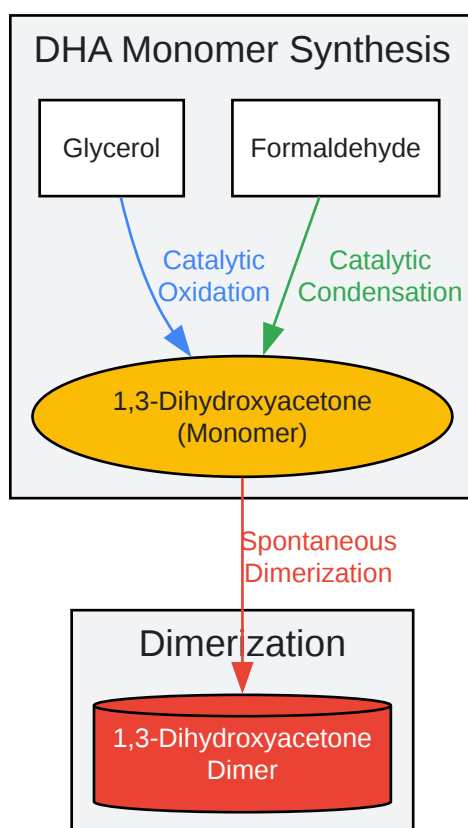 DHA Monomer Synthesis
Glycerol
Formaldehyde
Catalytic
Oxidation
Catalytic
Condensation
1,3-Dihydroxyacetone
(Monomer)
Spontaneous
Dimerization
Dimerization
1,3-Dihydroxyacetone
Dimer